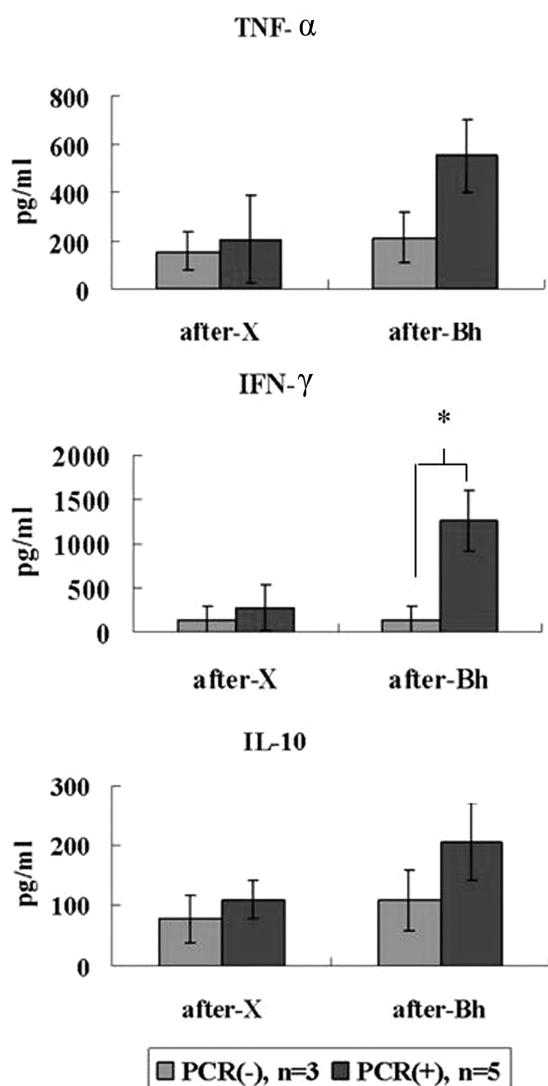 TNF- α
800
600
400
200
0
pg/ml
after-X after-Bh
IFN-γ
*
2000
1500
1000
500
0
pg/ml
after-X after-Bh
IL-10
300
200
100
0
pg/ml
after-X after-Bh
PCR(-), n=3 PCR(+), n=5